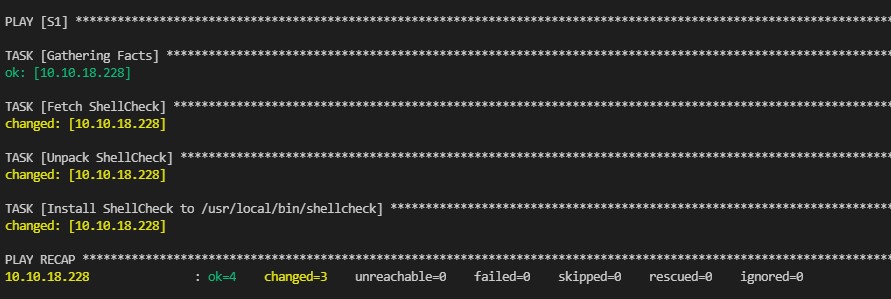 PLAY [S1] *********************************************************************************************************************
TASK [Gathering Facts] ********************************************************************************************************
ok: [10.10.18.228]
TASK [Fetch ShellCheck] *******************************************************************************************************
changed: [10.10.18.228]
TASK [Unpack ShellCheck] ******************************************************************************************************
changed: [10.10.18.228]
TASK [Install ShellCheck to /usr/local/bin/shellcheck] ************************************************************************
changed: [10.10.18.228]
PLAY RECAP ********************************************************************************************************************
10.10.18.228 : ok=4 changed=3 unreachable=0 failed=0 skipped=0 rescued=0 ignored=0